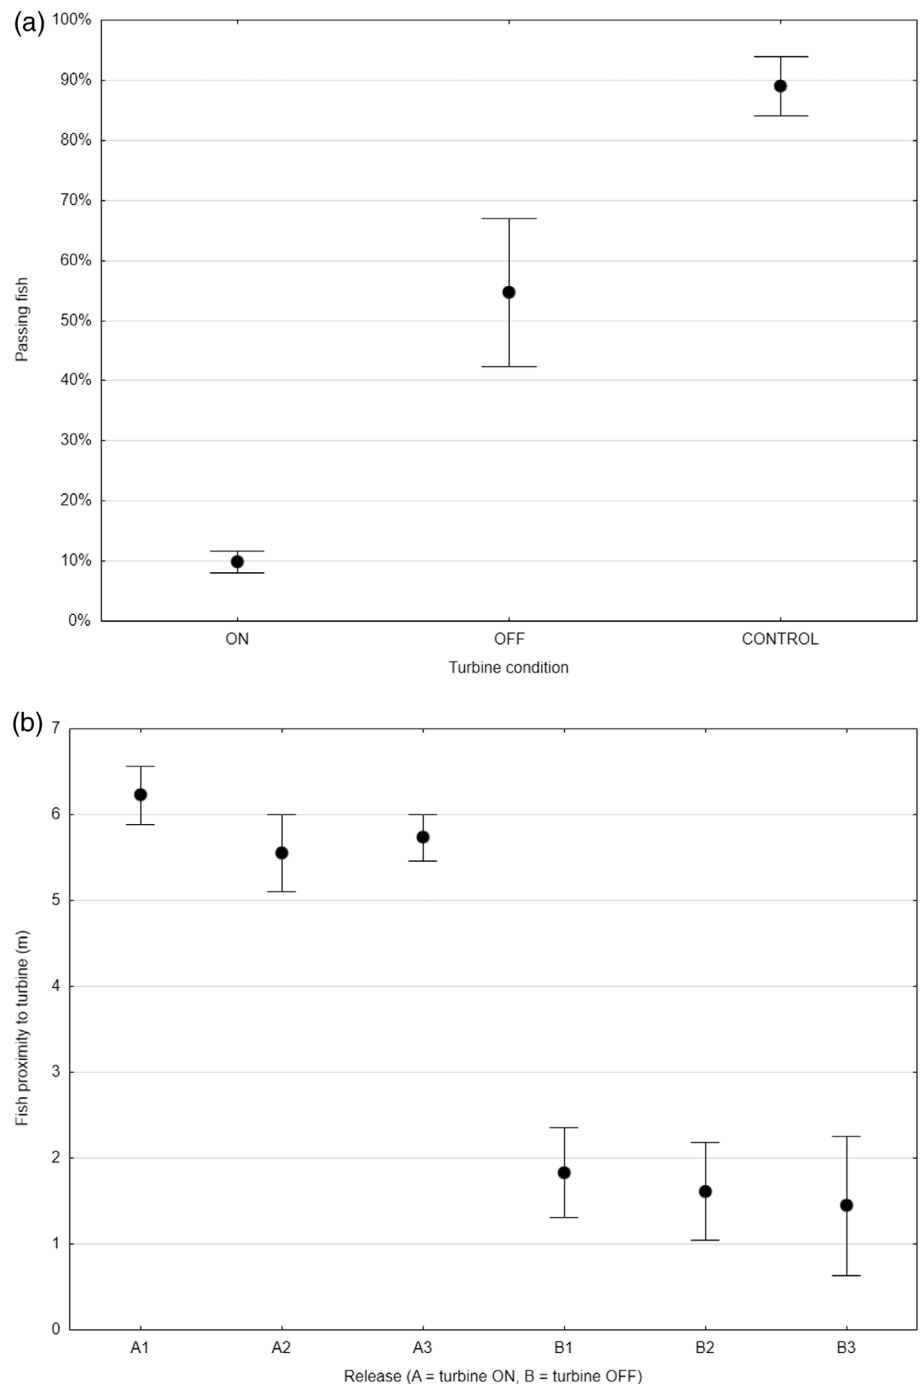 (a)
100%
90%
80%
70%
60%
50%
40%
30%
20%
10%
0%
Passing fish
ON OFF CONTROL
Turbine condition
(b)
7
6
5
4
3
2
1
0
Fish proximity to turbine (m)
A1 A2 A3 B1 B2 B3
Release (A = turbine ON, B = turbine OFF)